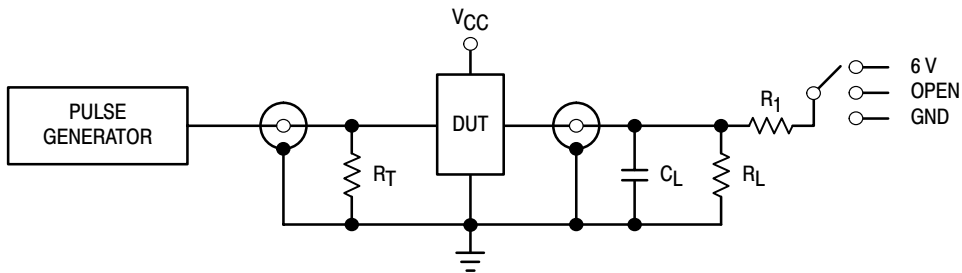 VCC
PULSE
GENERATOR
DUT
RT
CL
RL
R1
6 V
OPEN
GND